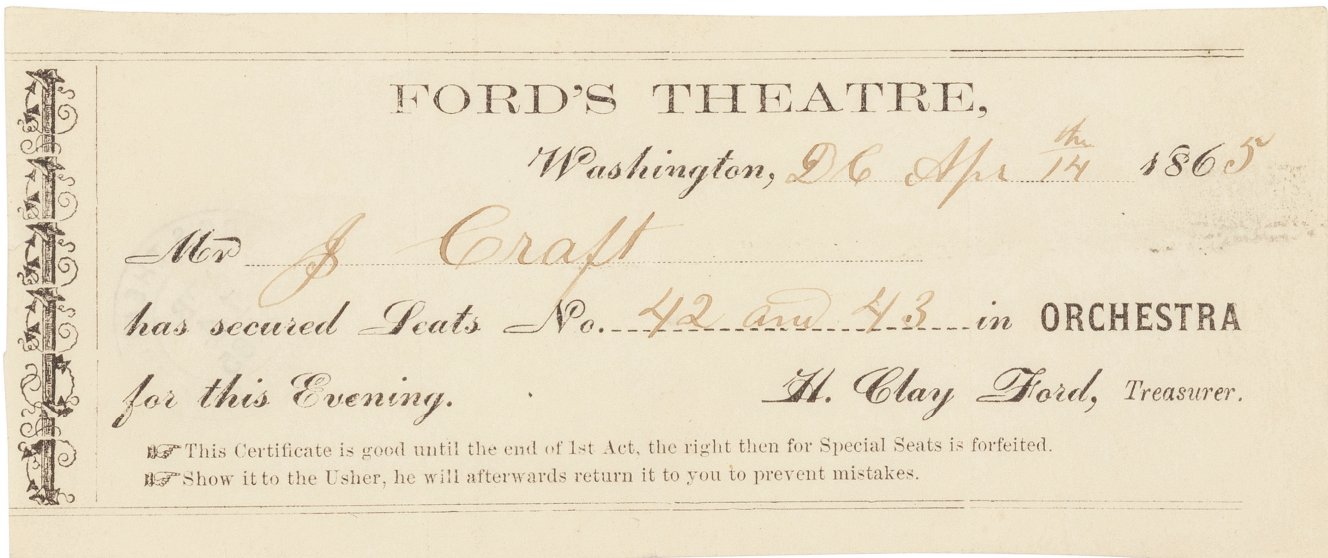 FORD'S THEATRE,
Washington, DC Apr 14th 1865
Mr J Craft
has secured Seats No. 42 and 43 in ORCHESTRA
for this Evening. H. Clay Ford, Treasurer.
☞ This Certificate is good until the end of 1st Act, the right then for Special Seats is forfeited.
☞ Show it to the Usher, he will afterwards return it to you to prevent mistakes.